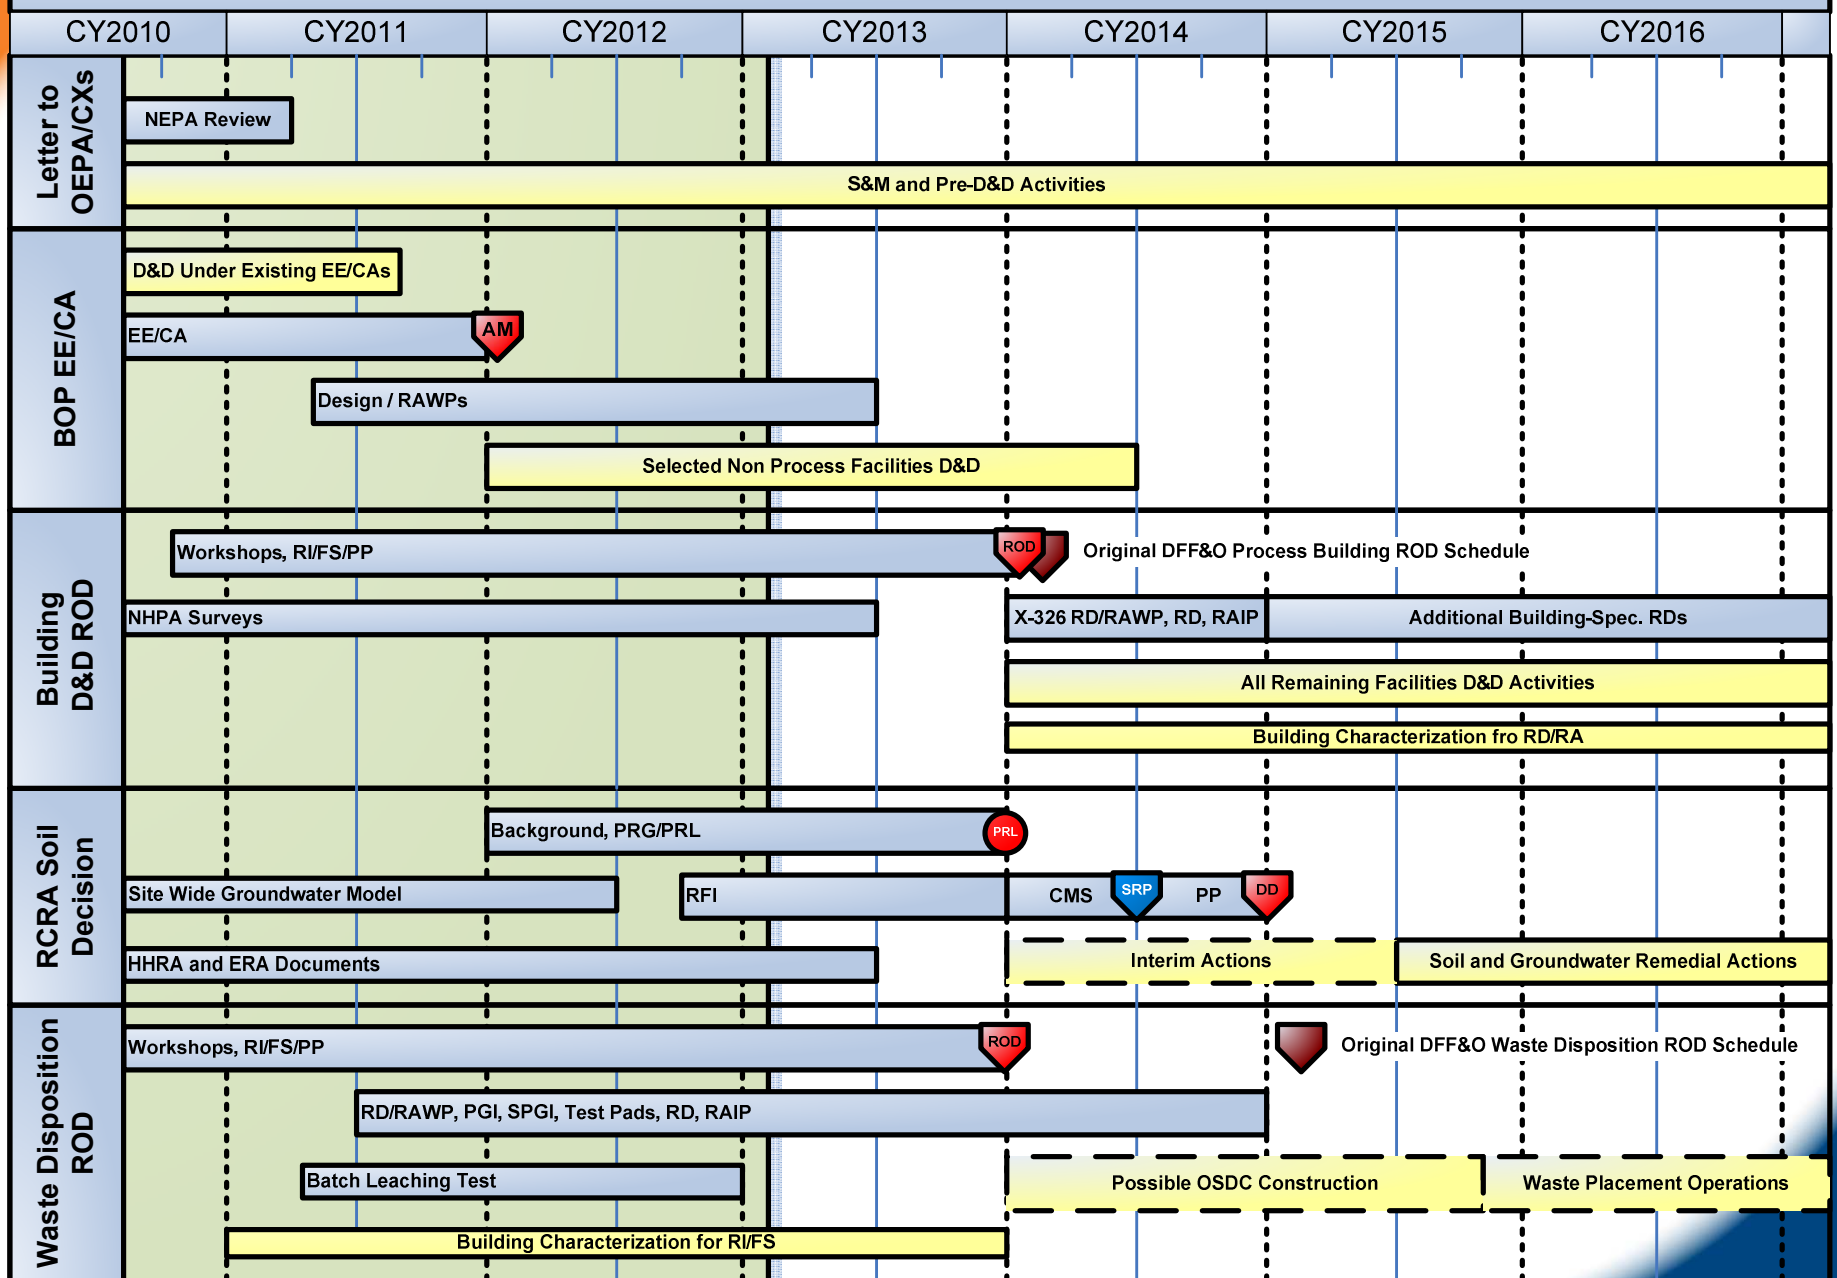 CY2010 CY2011 CY2012 CY2013 CY2014 CY2015 CY2016
Letter to
OEPA/CXs
NEPA Review
S&M and Pre-D&D Activities
BOP EE/CA
D&D Under Existing EE/CAs
EE/CA
AM
Design / RAWPs
Selected Non Process Facilities D&D
Building
D&D ROD
Workshops, RI/FS/PP
ROD
Original DFF&O Process Building ROD Schedule
NHPA Surveys
X-326 RD/RAWP, RD, RAIP
Additional Building-Spec. RDs
All Remaining Facilities D&D Activities
Building Characterization fro RD/RA
RCRA Soil
Decision
Background, PRG/PRL
PRL
Site Wide Groundwater Model
RFI
CMS
SRP
PP
DD
HHRA and ERA Documents
Interim Actions
Soil and Groundwater Remedial Actions
Waste Disposition
ROD
Workshops, RI/FS/PP
ROD
Original DFF&O Waste Disposition ROD Schedule
RD/RAWP, PGI, SPGI, Test Pads, RD, RAIP
Batch Leaching Test
Possible OSDC Construction
Waste Placement Operations
Building Characterization for RI/FS